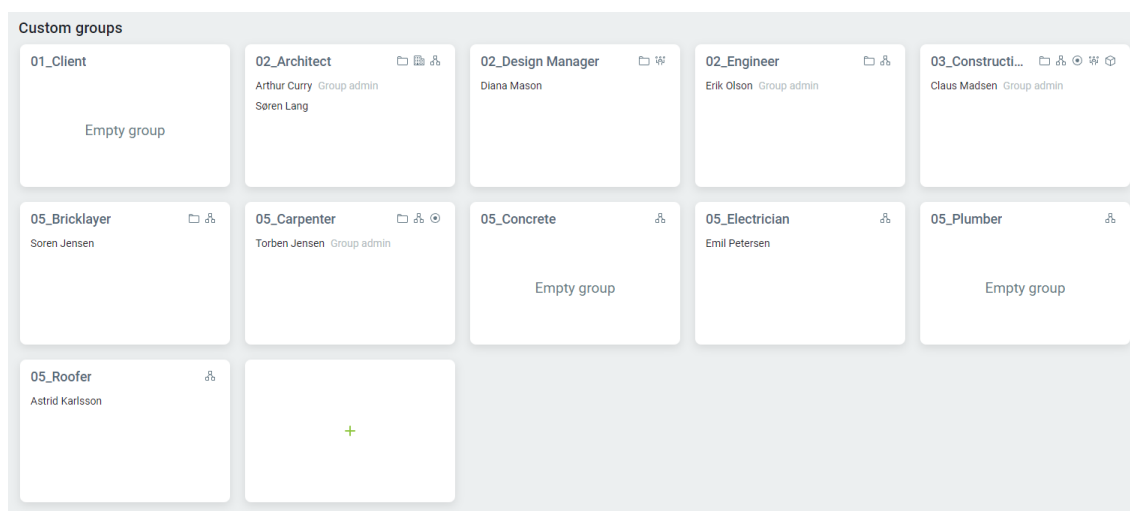 Custom groups
01_Client
Empty group
02_Architect
Arthur Curry Group admin
Søren Lang
02_Design Manager
Diana Mason
02_Engineer
Erik Olson Group admin
03_Constructi...
Claus Madsen Group admin
05_Bricklayer
Soren Jensen
05_Carpenter
Torben Jensen Group admin
05_Concrete
Empty group
05_Electrician
Emil Petersen
05_Plumber
Empty group
05_Roofer
Astrid Karlsson
+